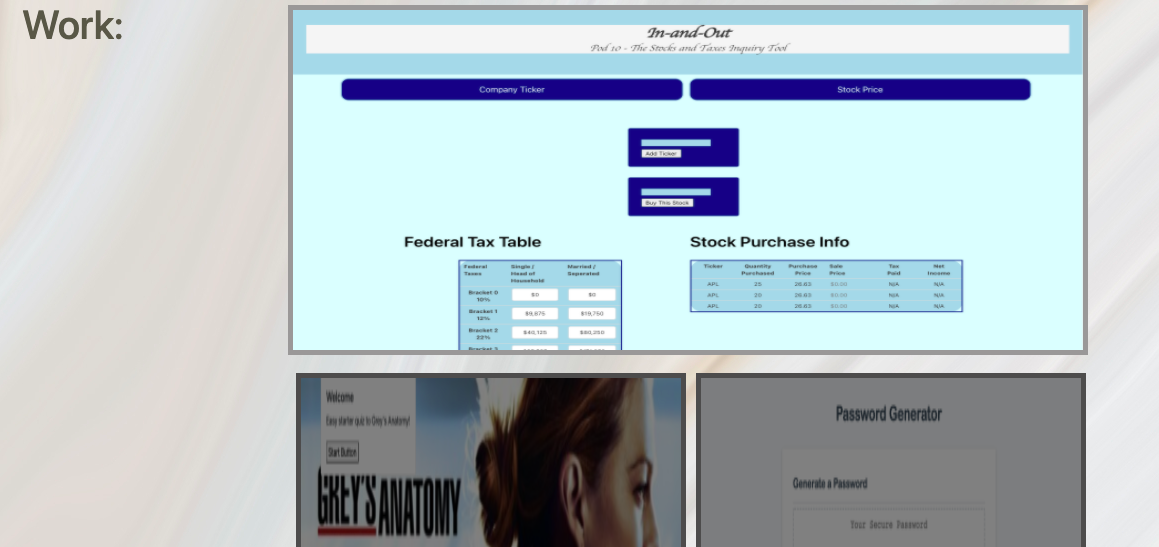 Work:
In-and-Out
Pod 10 - The Stocks and Taxes Inquiry Tool
Company Ticker
Stock Price
Add Ticker
Buy This Stock
Federal Tax Table
Federal Taxes
Single / Head of Household
Married / Separated
Bracket 0 10%
$0
$0
Bracket 1 12%
$9,875
$19,750
Bracket 2 22%
$40,125
$80,250
Stock Purchase Info
Ticker
Quantity Purchased
Purchase Price
Sale Price
Tax Paid
Net Income
APL 25 26.63 $0.00 N/A N/A
APL 20 26.63 $0.00 N/A N/A
APL 20 26.63 $0.00 N/A N/A
Welcome
Easy starter quiz to Grey's Anatomy!
Start Button
GREY'S ANATOMY
Password Generator
Generate a Password
Your Secure Password